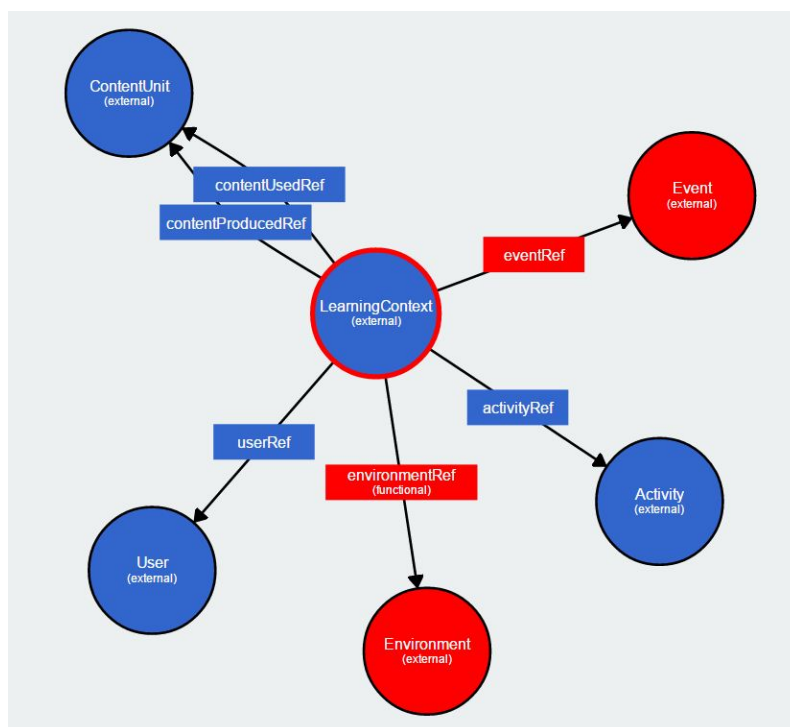 ContentUnit
(external)
contentUsedRef
Event
(external)
contentProducedRef
eventRef
LearningContext
(external)
activityRef
userRef
environmentRef
(functional)
Activity
(external)
User
(external)
Environment
(external)